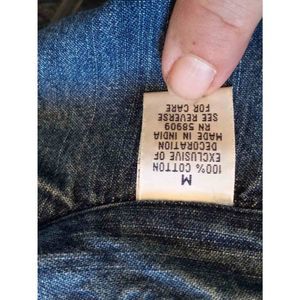 M
100% COTTON
EXCLUSIVE OF
DECORATION
MADE IN INDIA
RN 58909
SEE REVERSE
FOR CARE